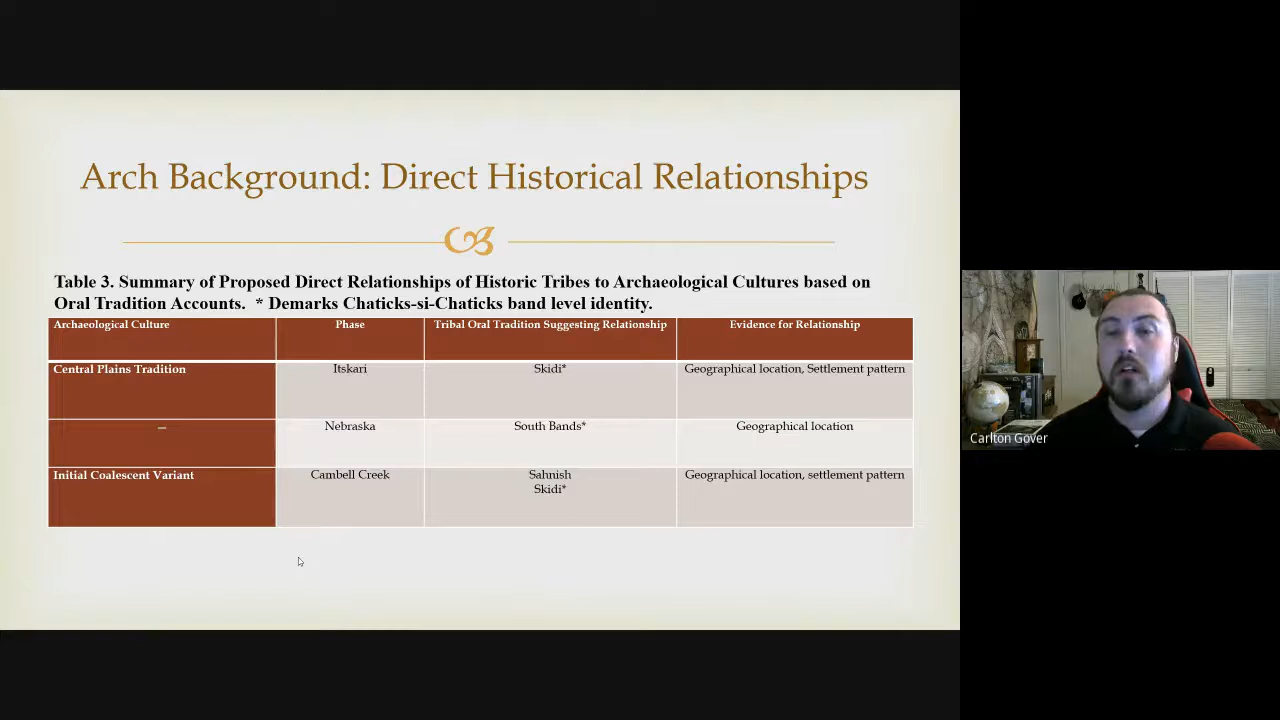 Arch Background: Direct Historical Relationships
Table 3. Summary of Proposed Direct Relationships of Historic Tribes to Archaeological Cultures based on
Oral Tradition Accounts. * Demarks Chaticks-si-Chaticks band level identity.
Archaeological Culture Phase Tribal Oral Tradition Suggesting Relationship Evidence for Relationship
Central Plains Tradition Itskari Skidi* Geographical location, Settlement pattern
– Nebraska South Bands* Geographical location
Initial Coalescent Variant Cambell Creek Sahnish Geographical location, settlement pattern
Skidi*
Carlton Gover